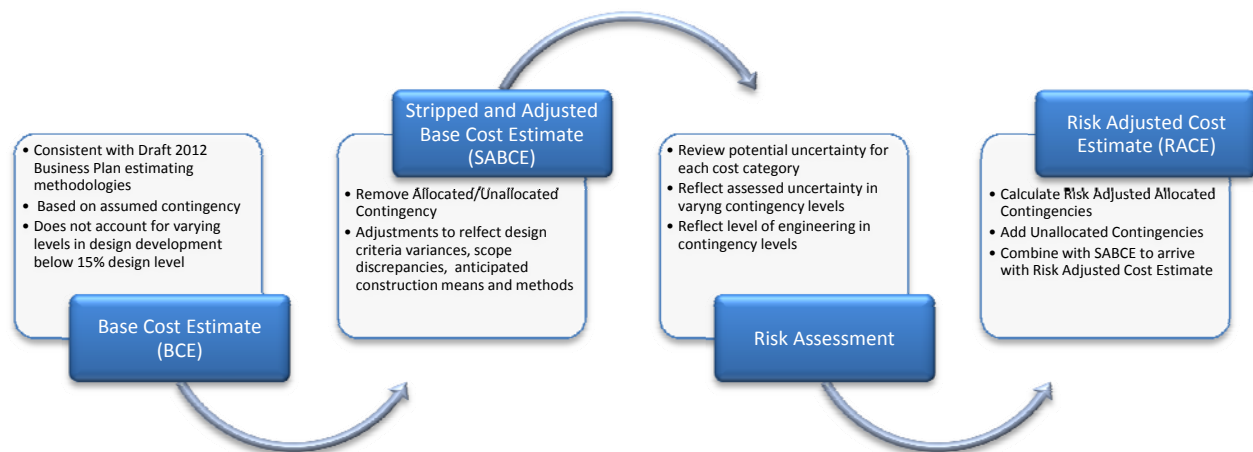 • Consistent with Draft 2012
Business Plan estimating
methodologies
• Based on assumed contingency
• Does not account for varying
levels in design development
below 15% design level
Base Cost Estimate
(BCE)
Stripped and Adjusted
Base Cost Estimate
(SABCE)
• Remove Allocated/Unallocated
Contingency
• Adjustments to relfect design
criteria variances, scope
discrepancies, anticipated
construction means and methods
• Review potential uncertainty for
each cost category
• Reflect assessed uncertainty in
varyng contingency levels
• Reflect level of engineering in
contingency levels
Risk Assessment
Risk Adjusted Cost
Estimate (RACE)
• Calculate Risk Adjusted Allocated
Contingencies
• Add Unallocated Contingencies
• Combine with SABCE to arrive
with Risk Adjusted Cost Estimate